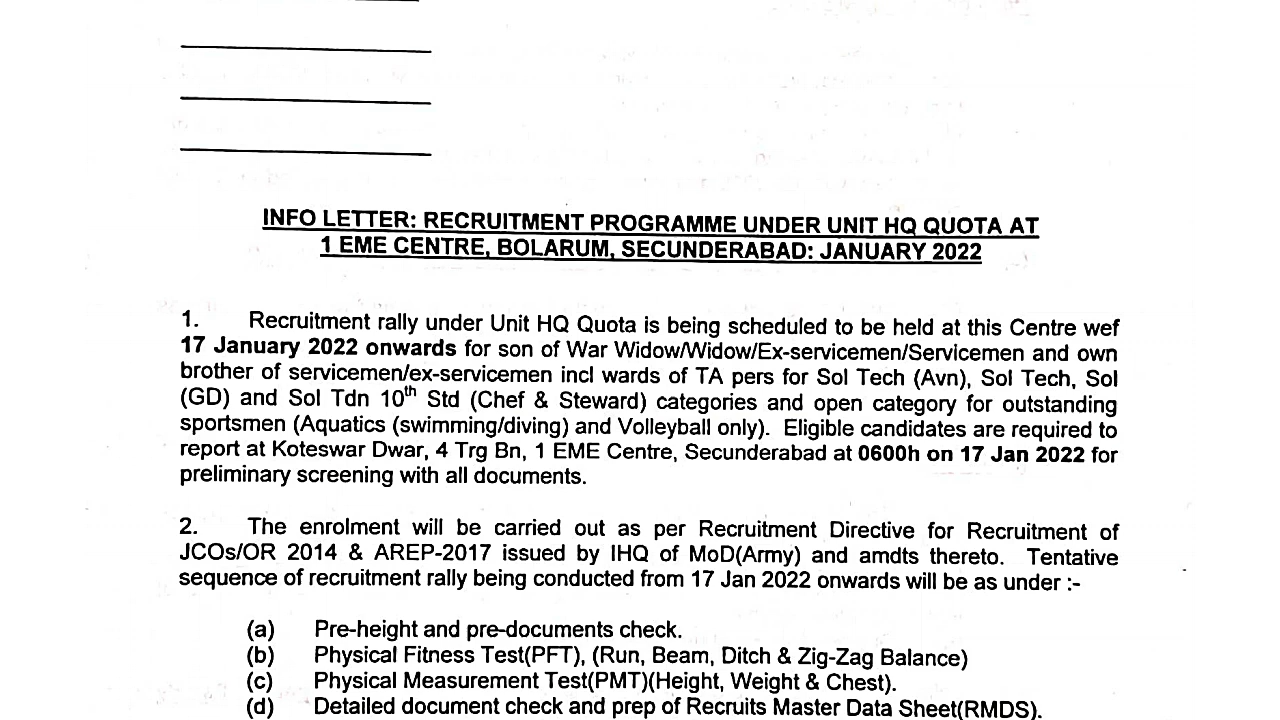 INFO LETTER: RECRUITMENT PROGRAMME UNDER UNIT HQ QUOTA AT
1 EME CENTRE, BOLARUM, SECUNDERABAD: JANUARY 2022
1. Recruitment rally under Unit HQ Quota is being scheduled to be held at this Centre wef
17 January 2022 onwards for son of War Widow/Widow/Ex-servicemen/Servicemen and own
brother of servicemen/ex-servicemen incl wards of TA pers for Sol Tech (Avn), Sol Tech, Sol
(GD) and Sol Tdn 10th Std (Chef & Steward) categories and open category for outstanding
sportsmen (Aquatics (swimming/diving) and Volleyball only). Eligible candidates are required to
report at Koteswar Dwar, 4 Trg Bn, 1 EME Centre, Secunderabad at 0600h on 17 Jan 2022 for
preliminary screening with all documents.
2. The enrolment will be carried out as per Recruitment Directive for Recruitment of
JCOs/OR 2014 & AREP-2017 issued by IHQ of MoD(Army) and amdts thereto. Tentative
sequence of recruitment rally being conducted from 17 Jan 2022 onwards will be as under :-
(a) Pre-height and pre-documents check.
(b) Physical Fitness Test(PFT), (Run, Beam, Ditch & Zig-Zag Balance)
(c) Physical Measurement Test(PMT)(Height, Weight & Chest).
(d) Detailed document check and prep of Recruits Master Data Sheet(RMDS).